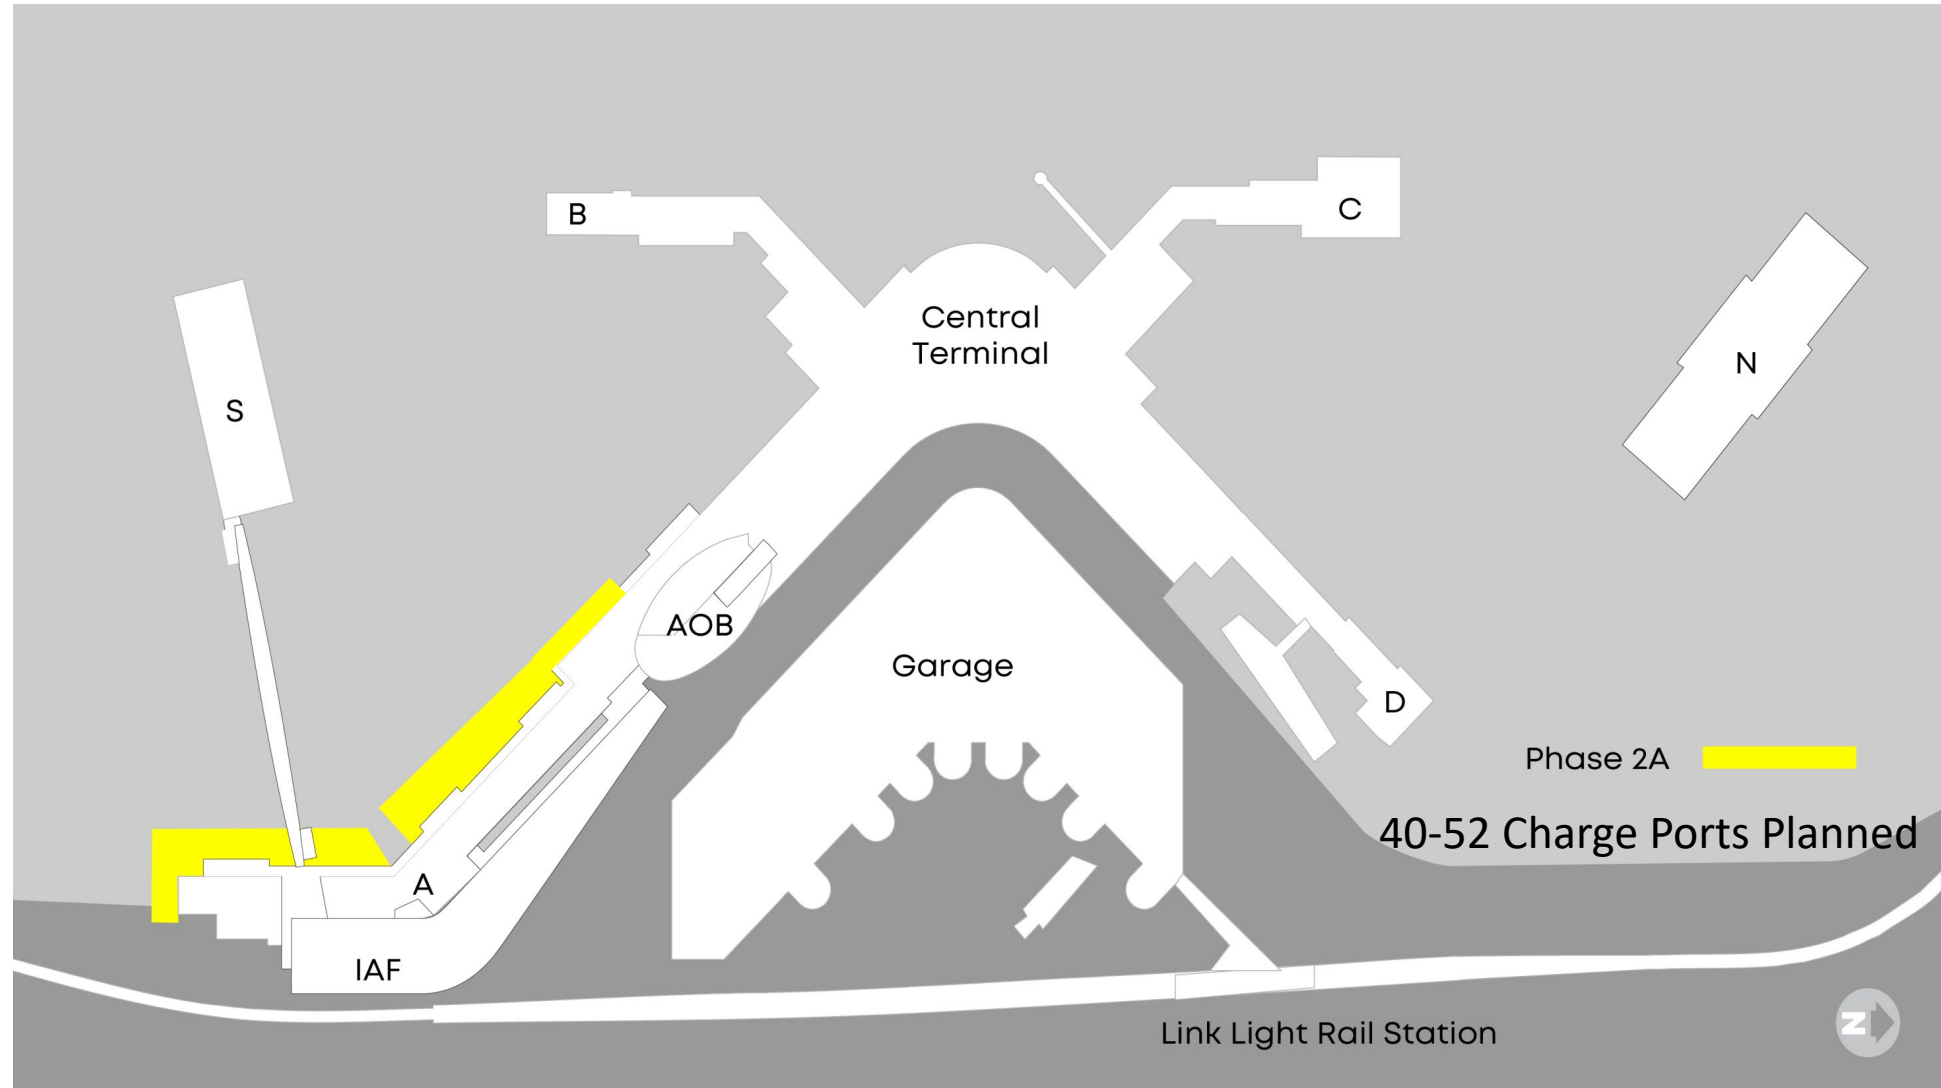 B
C
Central
Terminal
N
S
AOB
Garage
D
Phase 2A
40-52 Charge Ports Planned
A
IAF
Link Light Rail Station
N